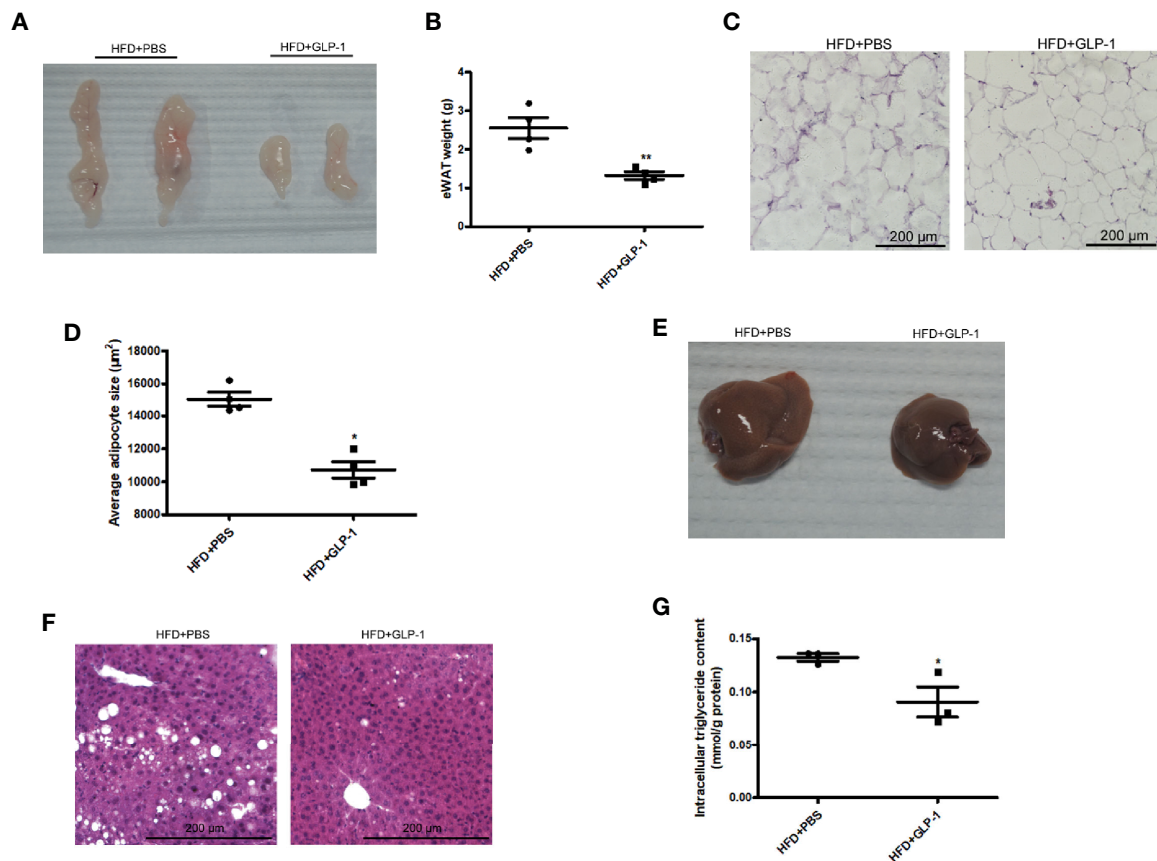 A
HFD+PBS
HFD+GLP-1
B
eWAT weight (g)
4
3
2
1
0
**
HFD+PBS
HFD+GLP-1
C
HFD+PBS
HFD+GLP-1
200 µm
200 µm
D
Average adipocyte size (µm²)
18000
16000
14000
12000
10000
8000
*
HFD+PBS
HFD+GLP-1
E
HFD+PBS
HFD+GLP-1
F
HFD+PBS
HFD+GLP-1
200 µm
200 µm
G
Intracellular triglyceride content
(mmol/g protein)
0.15
0.10
0.05
0.00
*
HFD+PBS
HFD+GLP-1